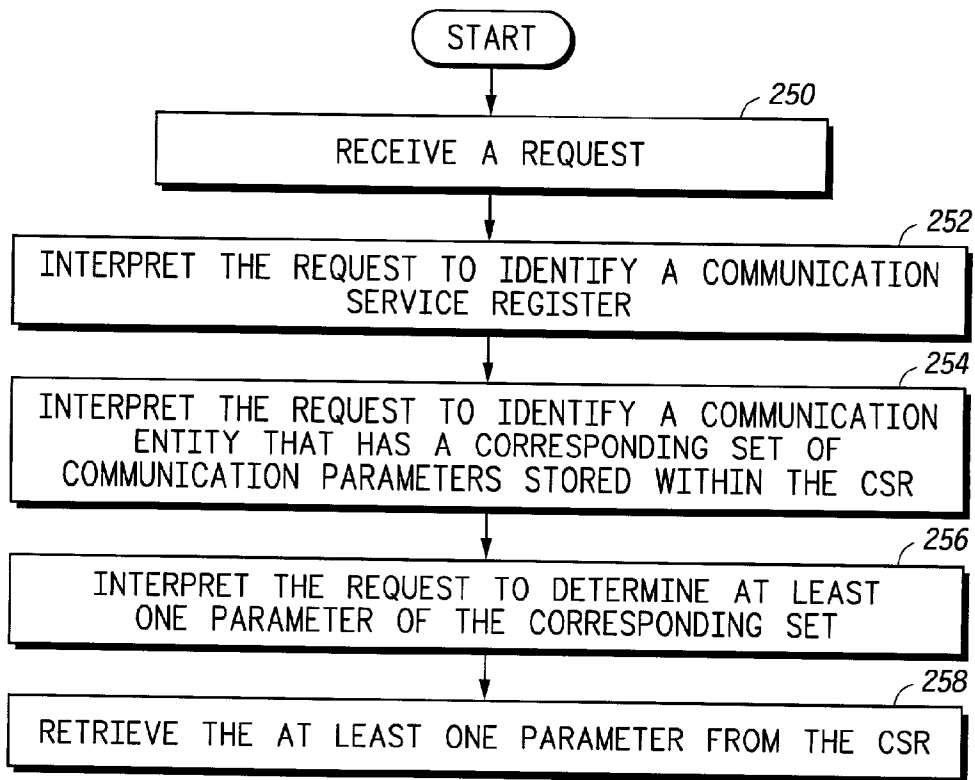 START
250
RECEIVE A REQUEST
252
INTERPRET THE REQUEST TO IDENTIFY A COMMUNICATION
SERVICE REGISTER
254
INTERPRET THE REQUEST TO IDENTIFY A COMMUNICATION
ENTITY THAT HAS A CORRESPONDING SET OF
COMMUNICATION PARAMETERS STORED WITHIN THE CSR
256
INTERPRET THE REQUEST TO DETERMINE AT LEAST
ONE PARAMETER OF THE CORRESPONDING SET
258
RETRIEVE THE AT LEAST ONE PARAMETER FROM THE CSR